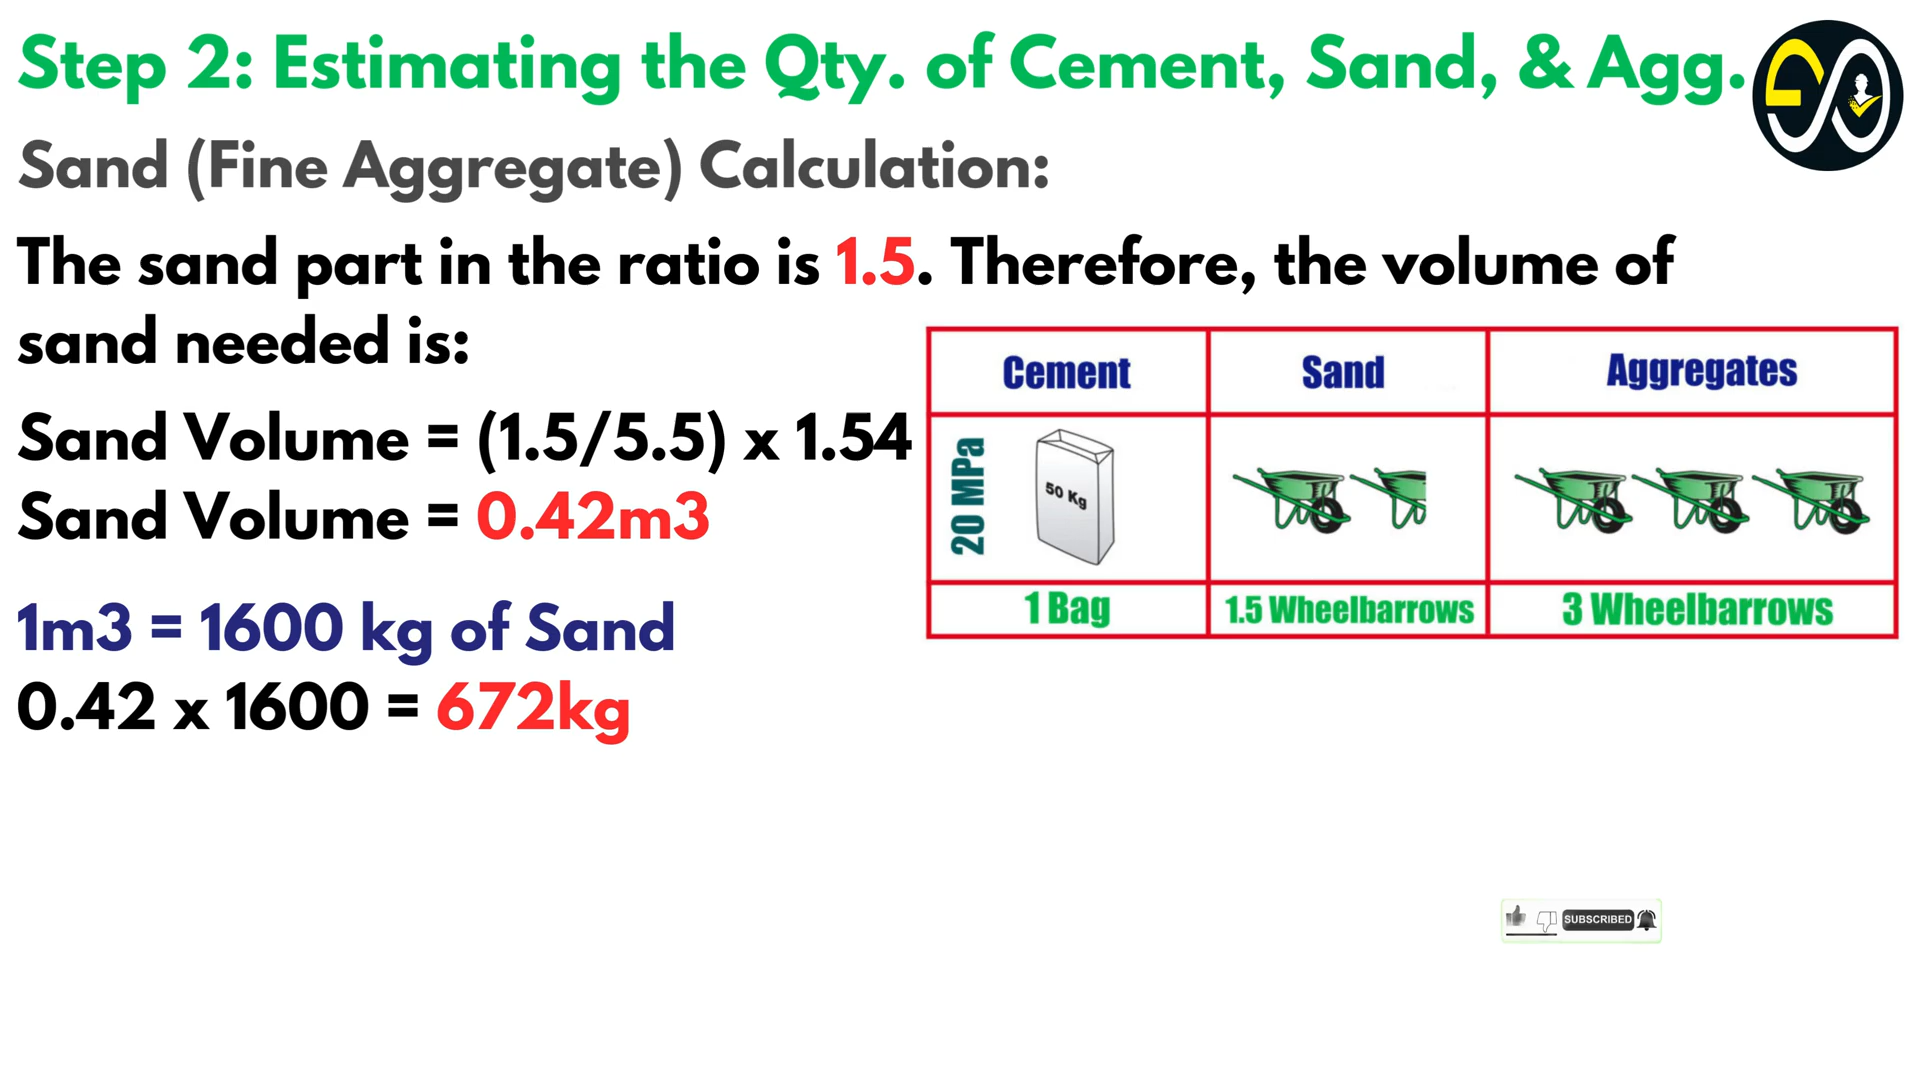 Step 2: Estimating the Qty. of Cement, Sand, & Agg.
Sand (Fine Aggregate) Calculation:
The sand part in the ratio is 1.5. Therefore, the volume of
sand needed is:
Sand Volume = (1.5/5.5) x 1.54
Sand Volume = 0.42m3
1m3 = 1600 kg of Sand
0.42 x 1600 = 672kg
Cement Sand Aggregates
20 MPa
50 Kg
1 Bag 1.5 Wheelbarrows 3 Wheelbarrows
SUBSCRIBED